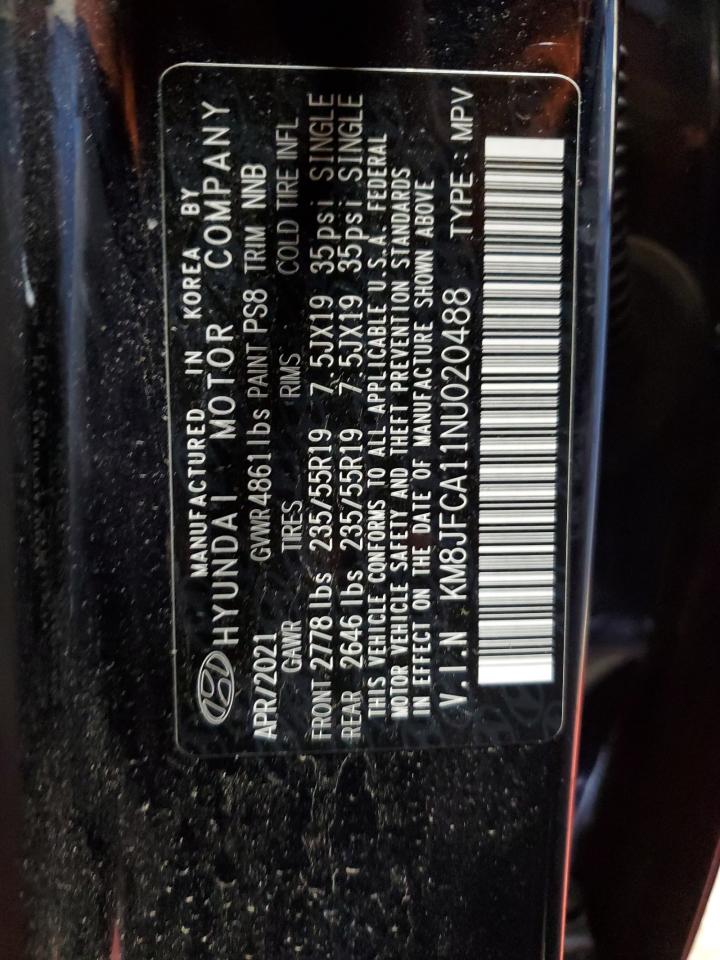 MANUFACTURED IN KOREA BY
HYUNDAI MOTOR COMPANY
APR/2021 GVWR4861lbs PAINT PS8 TRIM NNB
GAWR TIRES RIMS COLD TIRE INFL
FRONT 2778 lbs 235/55R19 7.5JX19 35psi SINGLE
REAR 2646 lbs 235/55R19 7.5JX19 35psi SINGLE
THIS VEHICLE CONFORMS TO ALL APPLICABLE U.S.A. FEDERAL
MOTOR VEHICLE SAFETY AND THEFT PREVENTION STANDARDS
IN EFFECT ON THE DATE OF MANUFACTURE SHOWN ABOVE
V.I.N KM8JFCA11NU020488 TYPE : MPV